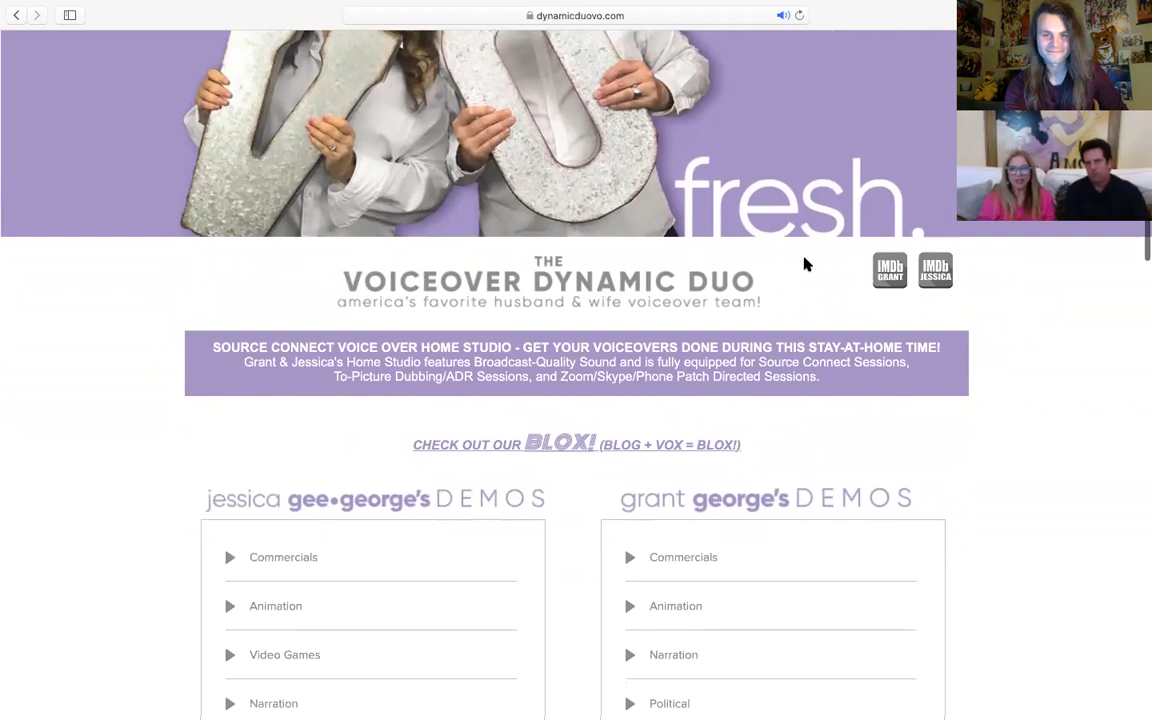 dynamicduovo.com
fresh.
IMDb
GRANT
IMDb
JESSICA
THE
VOICEOVER DYNAMIC DUO
america's favorite husband & wife voiceover team!
SOURCE CONNECT VOICE OVER HOME STUDIO - GET YOUR VOICEOVERS DONE DURING THIS STAY-AT-HOME TIME!
Grant & Jessica's Home Studio features Broadcast-Quality Sound and is fully equipped for Source Connect Sessions,
To-Picture Dubbing/ADR Sessions, and Zoom/Skype/Phone Patch Directed Sessions.
CHECK OUT OUR BLOX! (BLOG + VOX = BLOX!)
jessica gee•george's DEMOS
Commercials
Animation
Video Games
Narration
grant george's DEMOS
Commercials
Animation
Narration
Political